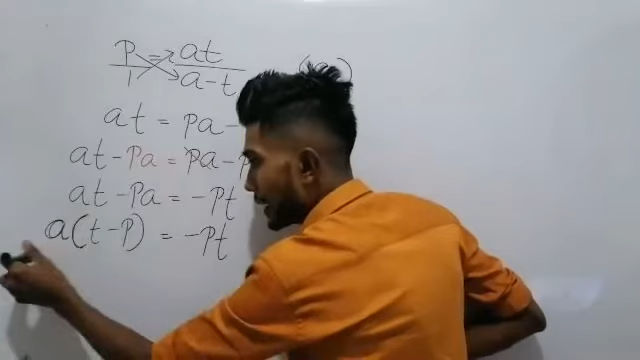 P/1 = at/a-t (a)
at = pa-
at-pa = pa-p
at-pa = -pt
a(t-p) = -pt